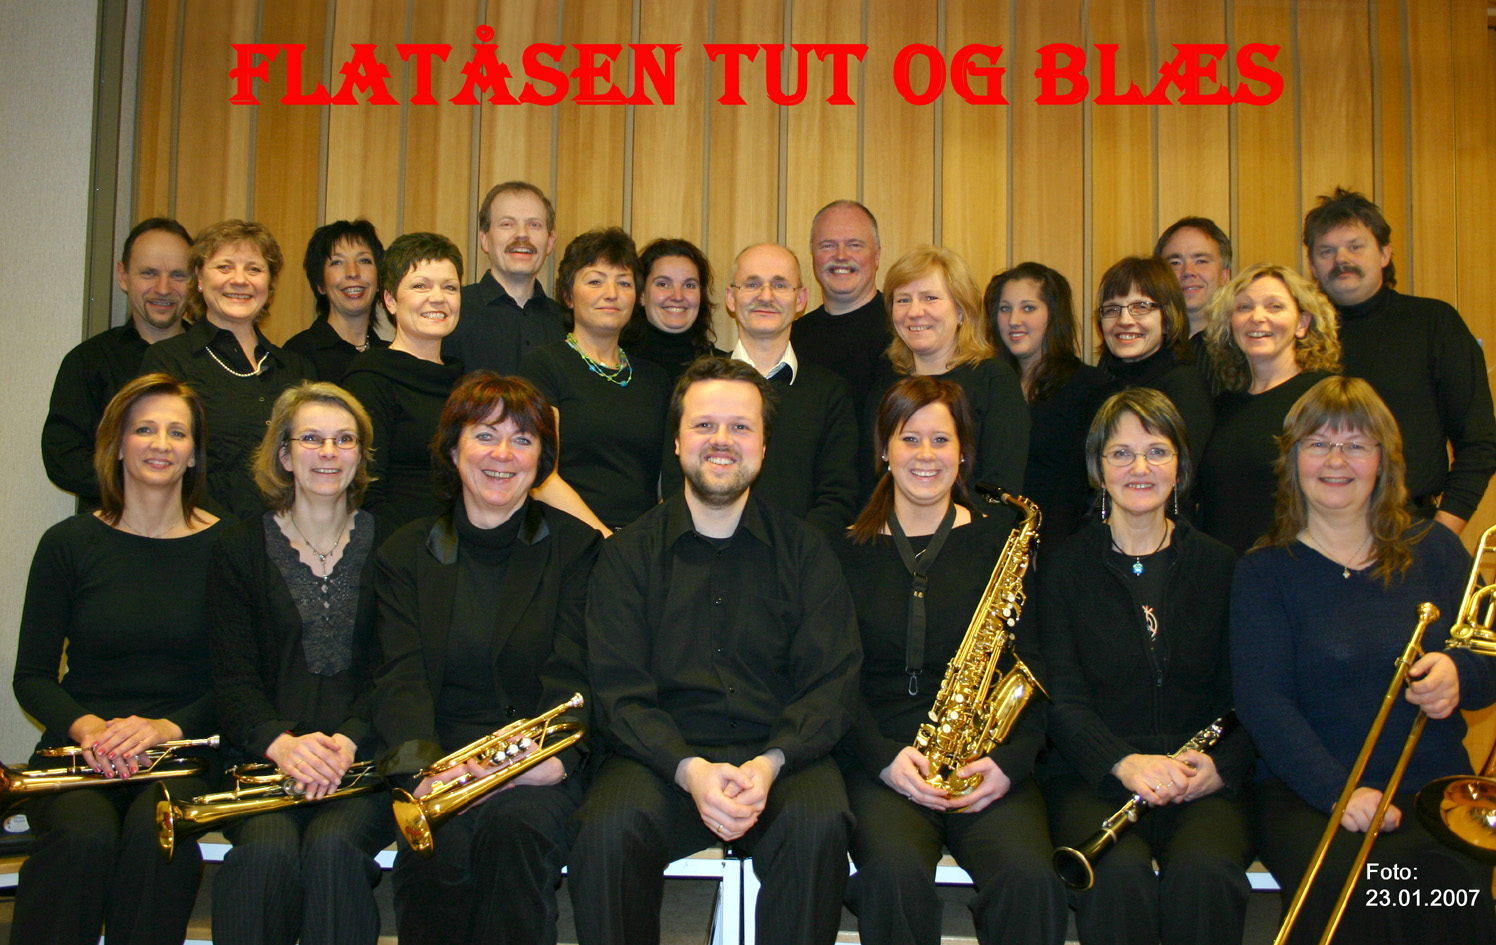 FLATÅSEN TUT OG BLÆS
Foto:
23.01.2007